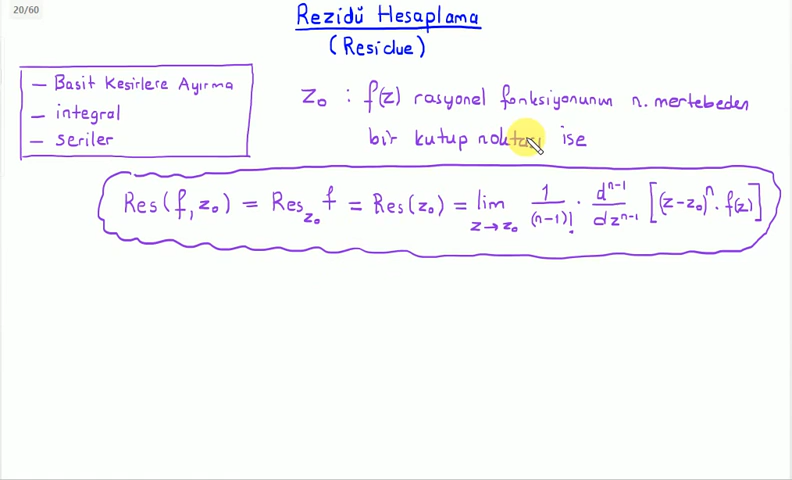 20/60
Rezidü Hesaplama
(Residue)
– Basit Kesirlere Ayırma
– integral
– seriler
z₀ : f(z) rasyonel fonksiyonunun n. mertebeden
bir kutup noktası ise
Res(f, z₀) = Res_{z₀} f = Res(z₀) = lim_{z→z₀} 1/(n-1)! · d^{n-1}/dz^{n-1} [(z-z₀)^n · f(z)]